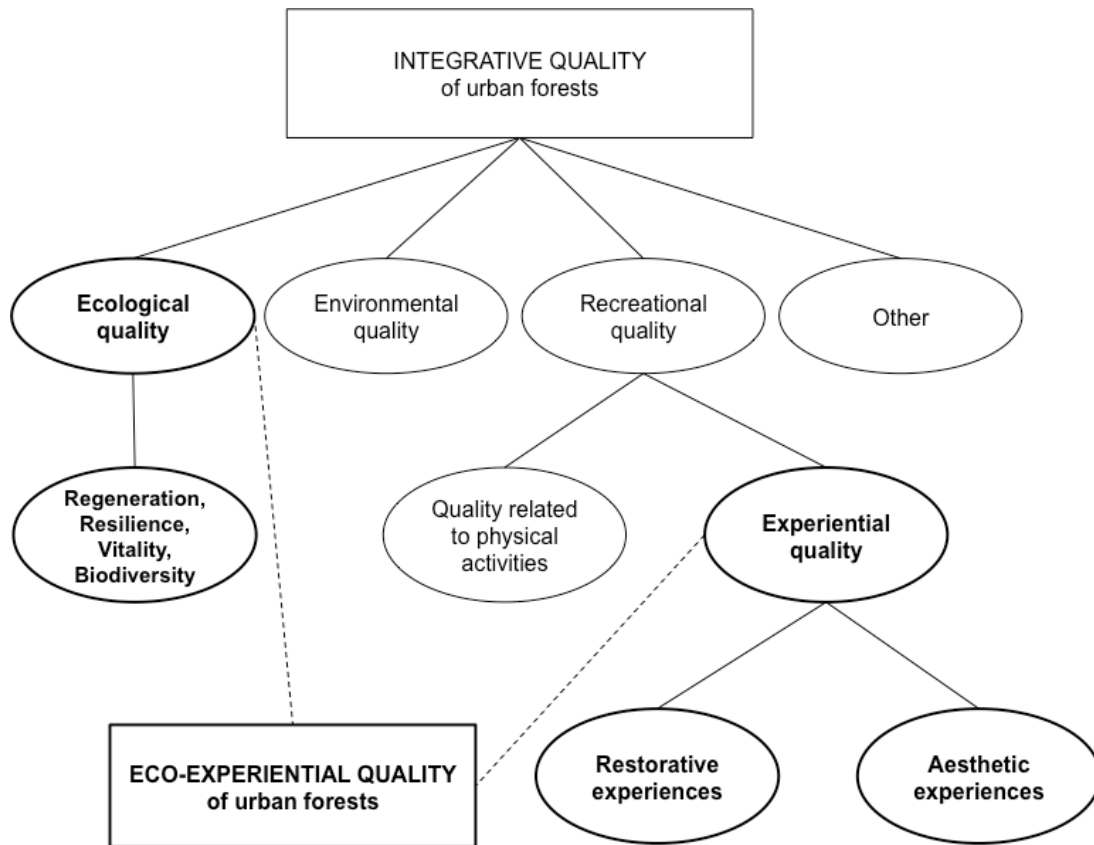 INTEGRATIVE QUALITY
of urban forests
Ecological
quality
Environmental
quality
Recreational
quality
Other
Regeneration,
Resilience,
Vitality,
Biodiversity
Quality related
to physical
activities
Experiential
quality
ECO-EXPERIENTIAL QUALITY
of urban forests
Restorative
experiences
Aesthetic
experiences